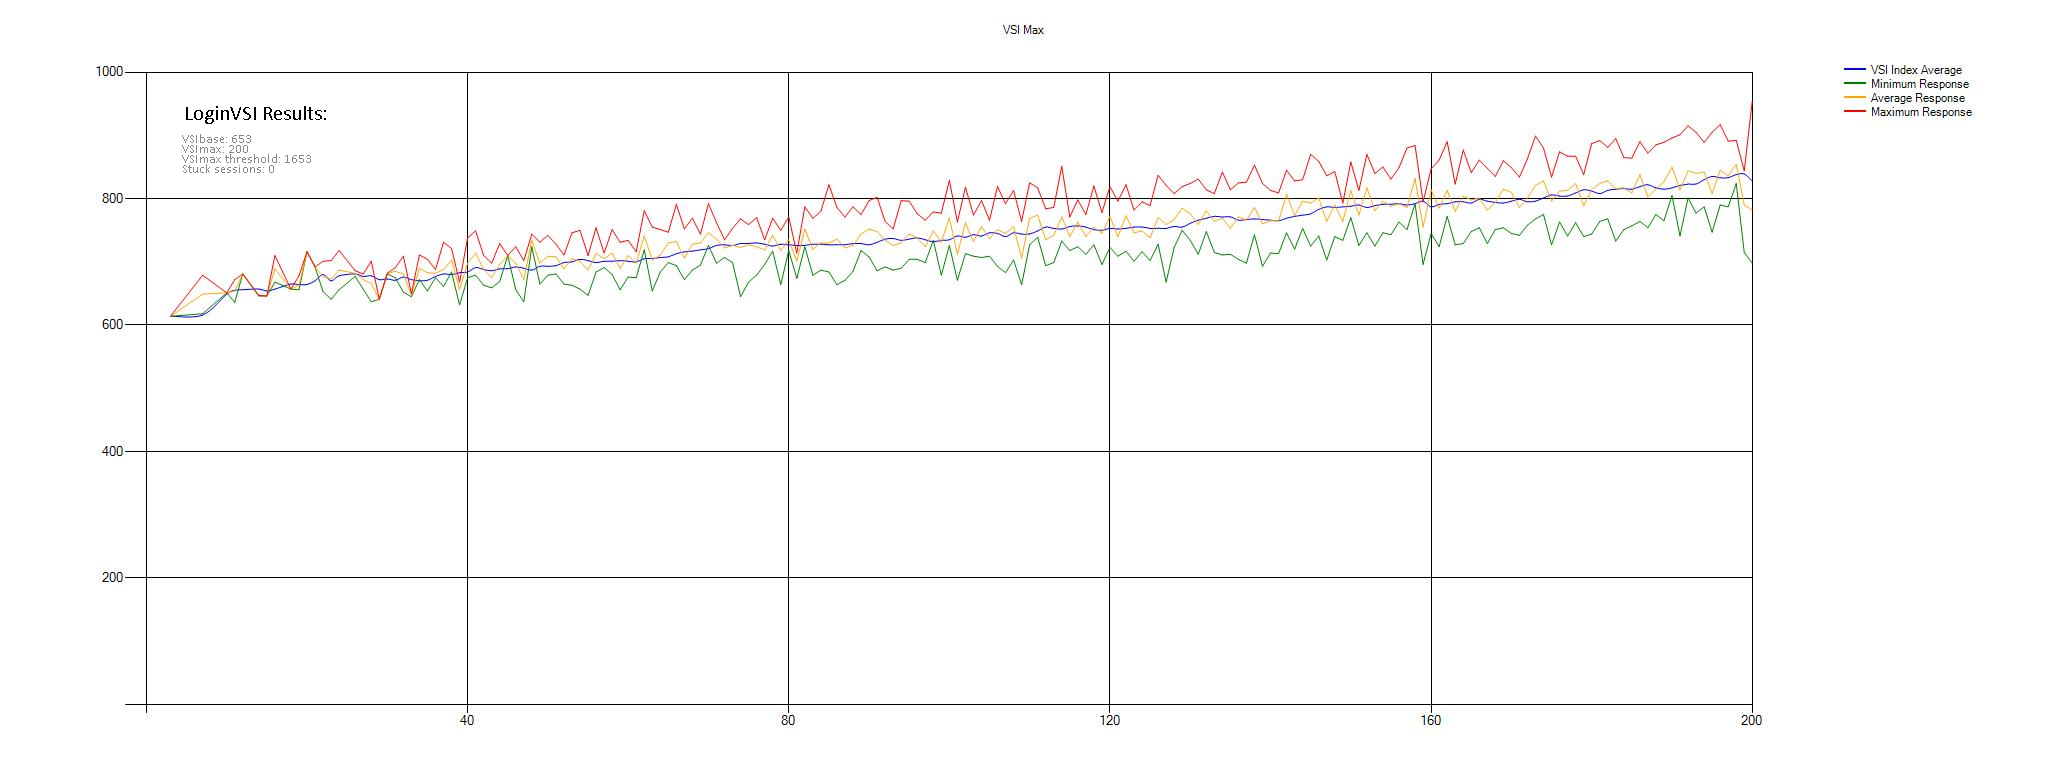 VSI Max
1000
800
600
400
200
LoginVSI Results:
VSIbase: 653
VSImax: 200
VSImax threshold: 1653
Stuck sessions: 0
VSI Index Average
Minimum Response
Average Response
Maximum Response
40 80 120 160 200